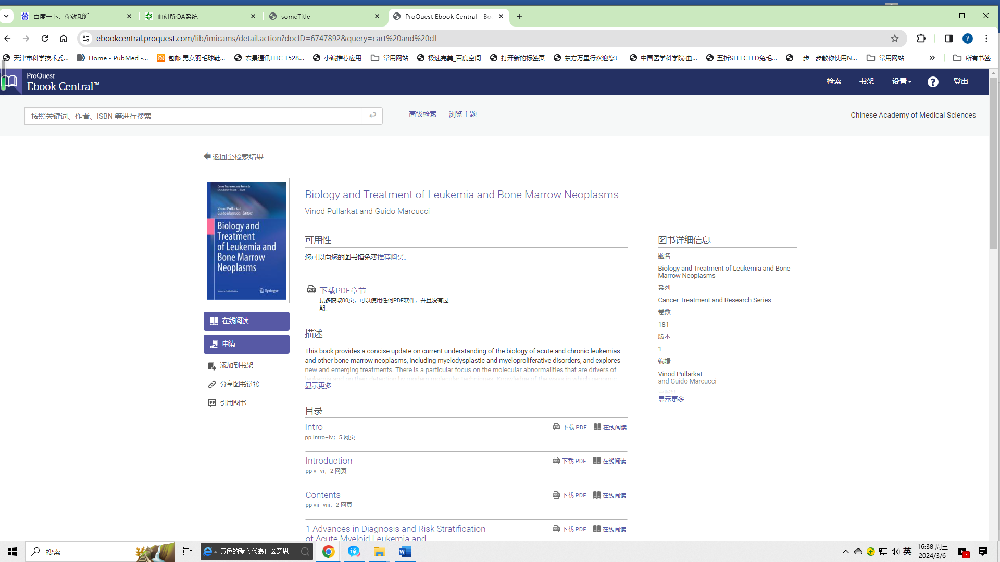 百度一下，你就知道
血研所OA系统
someTitle
ProQuest Ebook Central - Bo
ebookcentral.proquest.com/lib/imicams/detail.action?docID=6747892&query=cart%20and%20cll
天津市科学技术委...
Home - PubMed -...
包邮 男女羽毛球鞋...
宏景通讯HTC T528...
小编推荐应用
常用网站
极速完美_百度空间
打开新的标签页
东方万里行欢迎您!
中国医学科学院·血...
五折SELECTED兔毛...
一步一步教你使用N...
常用网站
所有书签
ProQuest
Ebook Central™
检索
书架
设置
登出
按照关键词、作者、ISBN 等进行搜索
高级检索
浏览主题
Chinese Academy of Medical Sciences
返回至检索结果
Cancer Treatment and Research
Series Editor: Steven T. Rosen
Vinod Pullarkat
Guido Marcucci Editors
Biology and
Treatment
of Leukemia and
Bone Marrow
Neoplasms
Springer
在线阅读
申请
添加到书架
分享图书链接
引用图书
Biology and Treatment of Leukemia and Bone Marrow Neoplasms
Vinod Pullarkat and Guido Marcucci
可用性
您可以向您的图书馆免费推荐购买。
下载PDF章节
最多获取80页，可以使用任何PDF软件，并且没有过
期。
描述
This book provides a concise update on current understanding of the biology of acute and chronic leukemias
and other bone marrow neoplasms, including myelodysplastic and myeloproliferative disorders, and explores
new and emerging treatments. There is a particular focus on the molecular abnormalities that are drivers of
leukemia and on their detection by modern molecular techniques. Knowledge of the ways in which genomic
显示更多
目录
Intro
pp Intro–iv；5 网页
下载 PDF
在线阅读
Introduction
pp v–vi；2 网页
下载 PDF
在线阅读
Contents
pp vii–viii；2 网页
下载 PDF
在线阅读
1 Advances in Diagnosis and Risk Stratification
of Acute Myeloid Leukemia and
下载 PDF
在线阅读
图书详细信息
题名
Biology and Treatment of Leukemia and Bone
Marrow Neoplasms
系列
Cancer Treatment and Research Series
卷数
181
版本
1
编辑
Vinod Pullarkat
and Guido Marcucci
出版社
显示更多
搜索
黄色的爱心代表什么意思
英
16:38 周三
2024/3/6
7